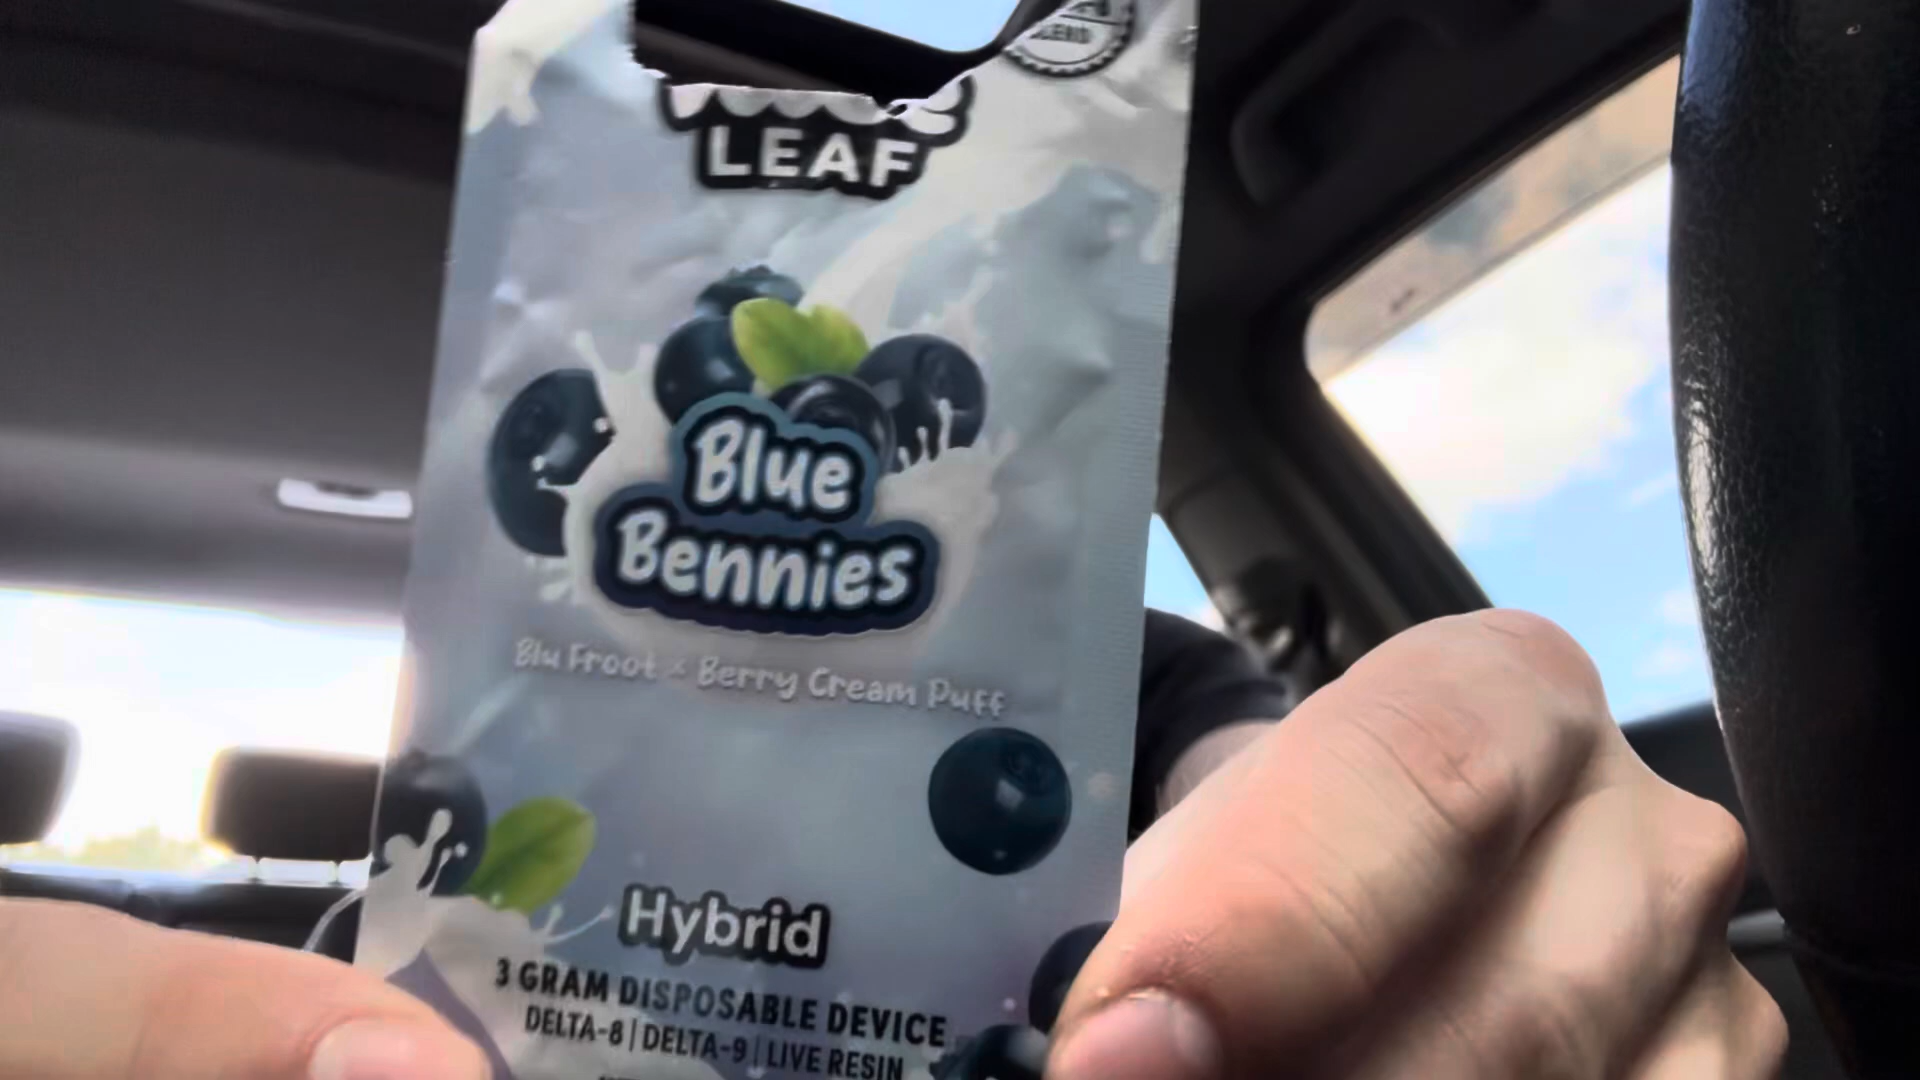 LEND
LEAF
Blue
Bennies
Blu Froot × Berry Cream Puff
Hybrid
3 GRAM DISPOSABLE DEVICE
DELTA-8 | DELTA-9 | LIVE RESIN